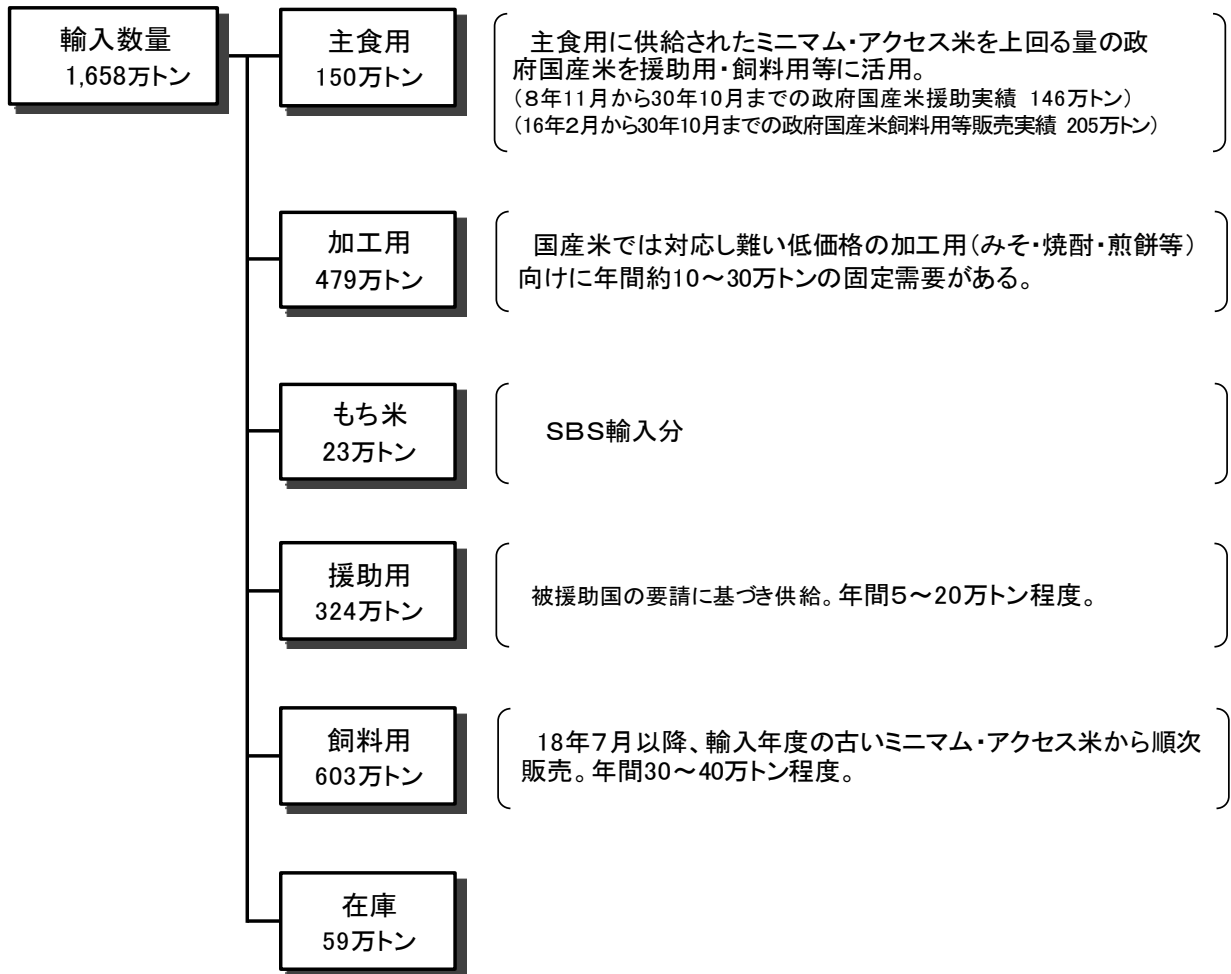 輸入数量
1,658万トン
主食用
150万トン
主食用に供給されたミニマム・アクセス米を上回る量の政
府国産米を援助用・飼料用等に活用。
（８年11月から30年10月までの政府国産米援助実績 146万トン）
（16年２月から30年10月までの政府国産米飼料用等販売実績 205万トン）
加工用
479万トン
国産米では対応し難い低価格の加工用（みそ・焼酎・煎餅等）
向けに年間約10～30万トンの固定需要がある。
もち米
23万トン
ＳＢＳ輸入分
援助用
324万トン
被援助国の要請に基づき供給。年間５～20万トン程度。
飼料用
603万トン
18年７月以降、輸入年度の古いミニマム・アクセス米から順次
販売。年間30～40万トン程度。
在庫
59万トン